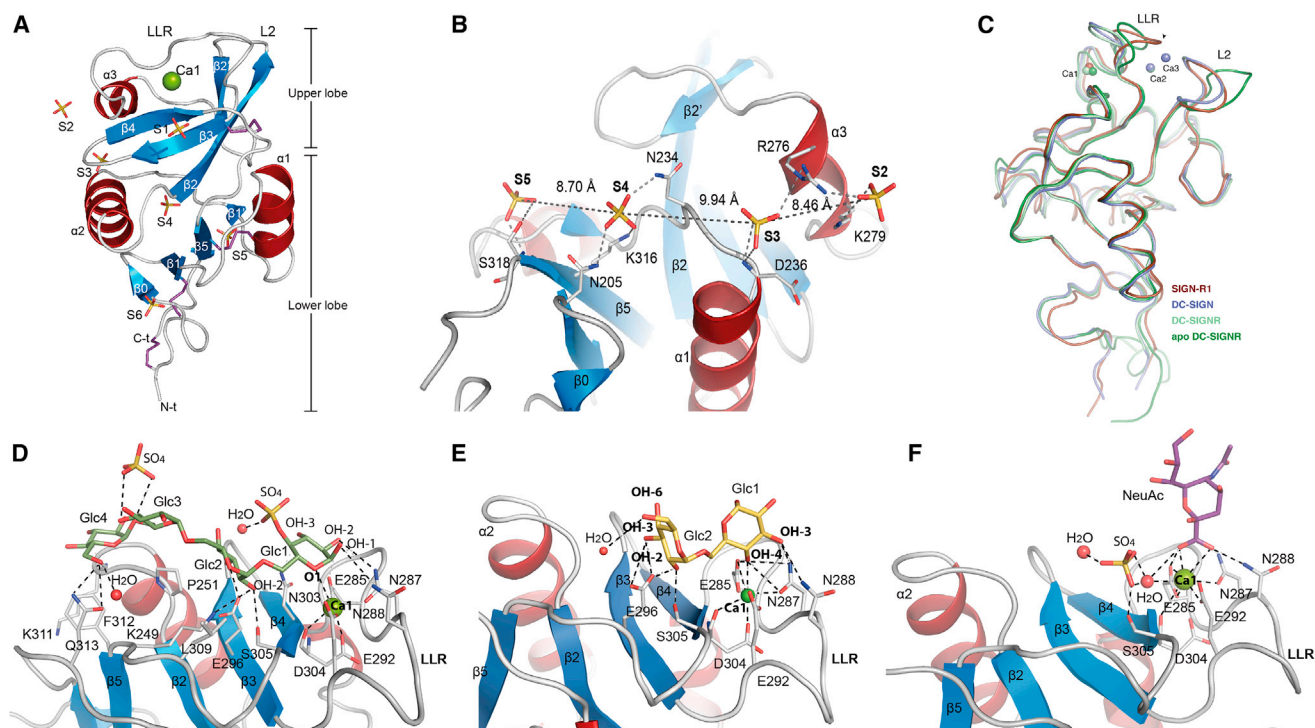 A
LLR
L2
Ca1
β2'
α3
S2
β4
S1
β3
Upper lobe
S3
α1
β2
S4
α2
β1'
S5
β5
β1
β0
S6
C-t
N-t
Lower lobe
B
β2'
α3
N234
R276
S5
8.70 Å
S4
9.94 Å
S2
8.46 Å
S3
K279
K316
S318
β2
D236
N205
β5
α1
β0
C
LLR
L2
Ca1
Ca3
Ca2
SIGN-R1
DC-SIGN
DC-SIGNR
apo DC-SIGNR
D
SO4
Glc3
SO4
Glc4
H2O
OH-3
OH-2
Glc1
OH-1
Glc2
H2O
P251
O1
E285
N287
OH-2
N303
Ca1
K311
F312
N288
β4
K249
Q313
L309
S305
E296
D304
E292
LLR
β5
β2
β3
E
OH-6
Glc1
α2
OH-3
Glc2
OH-3
H2O
OH-2
OH-4
β3
E285
N288
β4
Ca1
N287
E296
S305
D304
β5
β2
E292
LLR
F
NeuAc
SO4
H2O
N288
α2
Ca1
H2O
β4
E285
N287
β3
E292
S305
D304
LLR
β5
β2